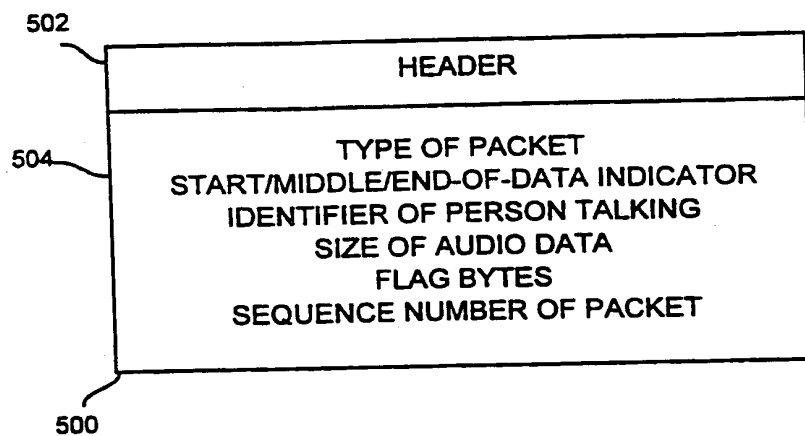 502
HEADER
504
TYPE OF PACKET
START/MIDDLE/END-OF-DATA INDICATOR
IDENTIFIER OF PERSON TALKING
SIZE OF AUDIO DATA
FLAG BYTES
SEQUENCE NUMBER OF PACKET
500